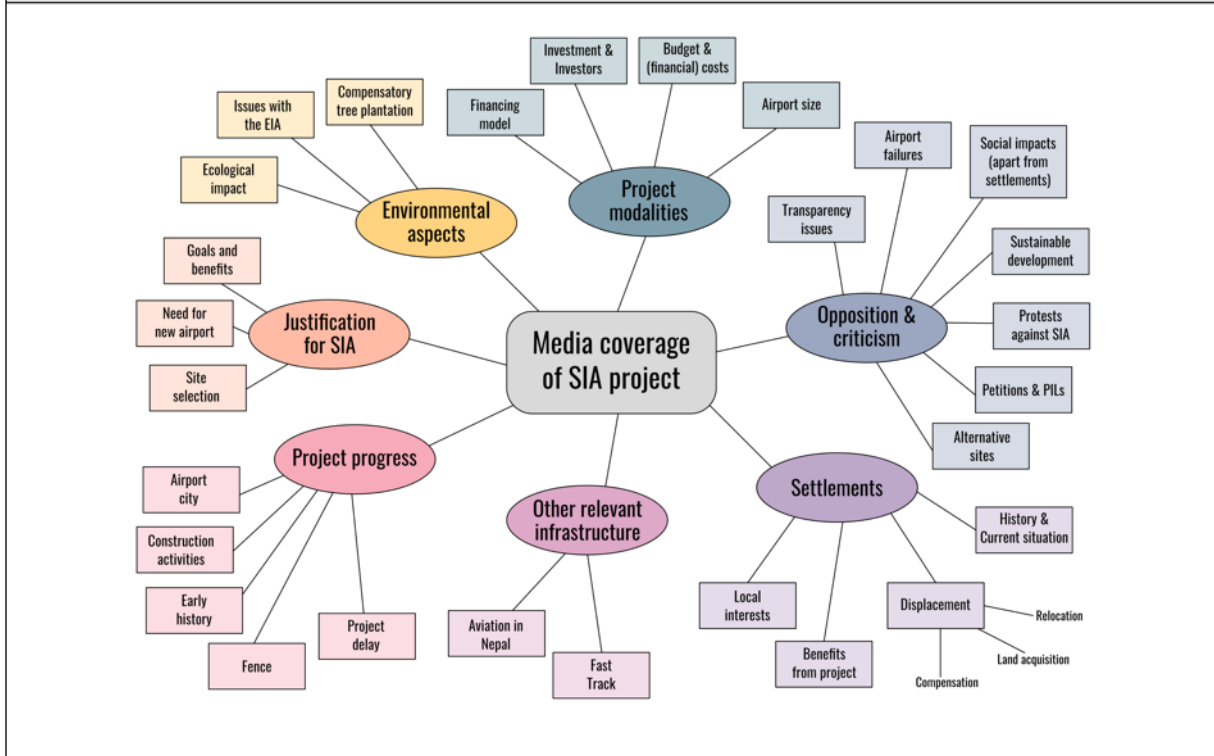 Investment &
Investors
Budget &
(financial) costs
Financing
model
Airport size
Project
modalities
Compensatory
tree plantation
Issues with
the EIA
Ecological
impact
Environmental
aspects
Airport
failures
Social impacts
(apart from
settlements)
Transparency
issues
Sustainable
development
Protests
against SIA
Petitions & PILs
Alternative
sites
Opposition &
criticism
Goals and
benefits
Need for
new airport
Site
selection
Justification
for SIA
Media coverage
of SIA project
Project progress
Airport
city
Construction
activities
Early
history
Fence
Project
delay
Other relevant
infrastructure
Aviation in
Nepal
Fast
Track
Settlements
History &
Current situation
Local
interests
Benefits
from project
Displacement
Relocation
Land acquisition
Compensation